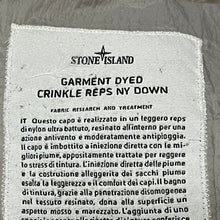 STONE ISLAND
GARMENT DYED
CRINKLE REPS NY DOWN
FABRIC RESEARCH AND TREATMENT
IT Questo capo è realizzato in un leggero reps
di nylon ultra battuto, resinato all'interno per una
azione antivento e moderatamente antipioggia.
Il capo è imbottito a iniezione diretta con le mi-
gliori piume, appositamente trattate per reggere
lo stress di tintura. L'iniezione diretta delle piume
e la costruzione alleggerita dei sacchi piumati
esalta la leggerezza e il comfort dei capi. Il bagno
di tintura, grazie alla penetrazione disomogenea
nel tessuto resinato, dona alla superficie un
aspetto mosso e marezzato. L'aggiunta di uno